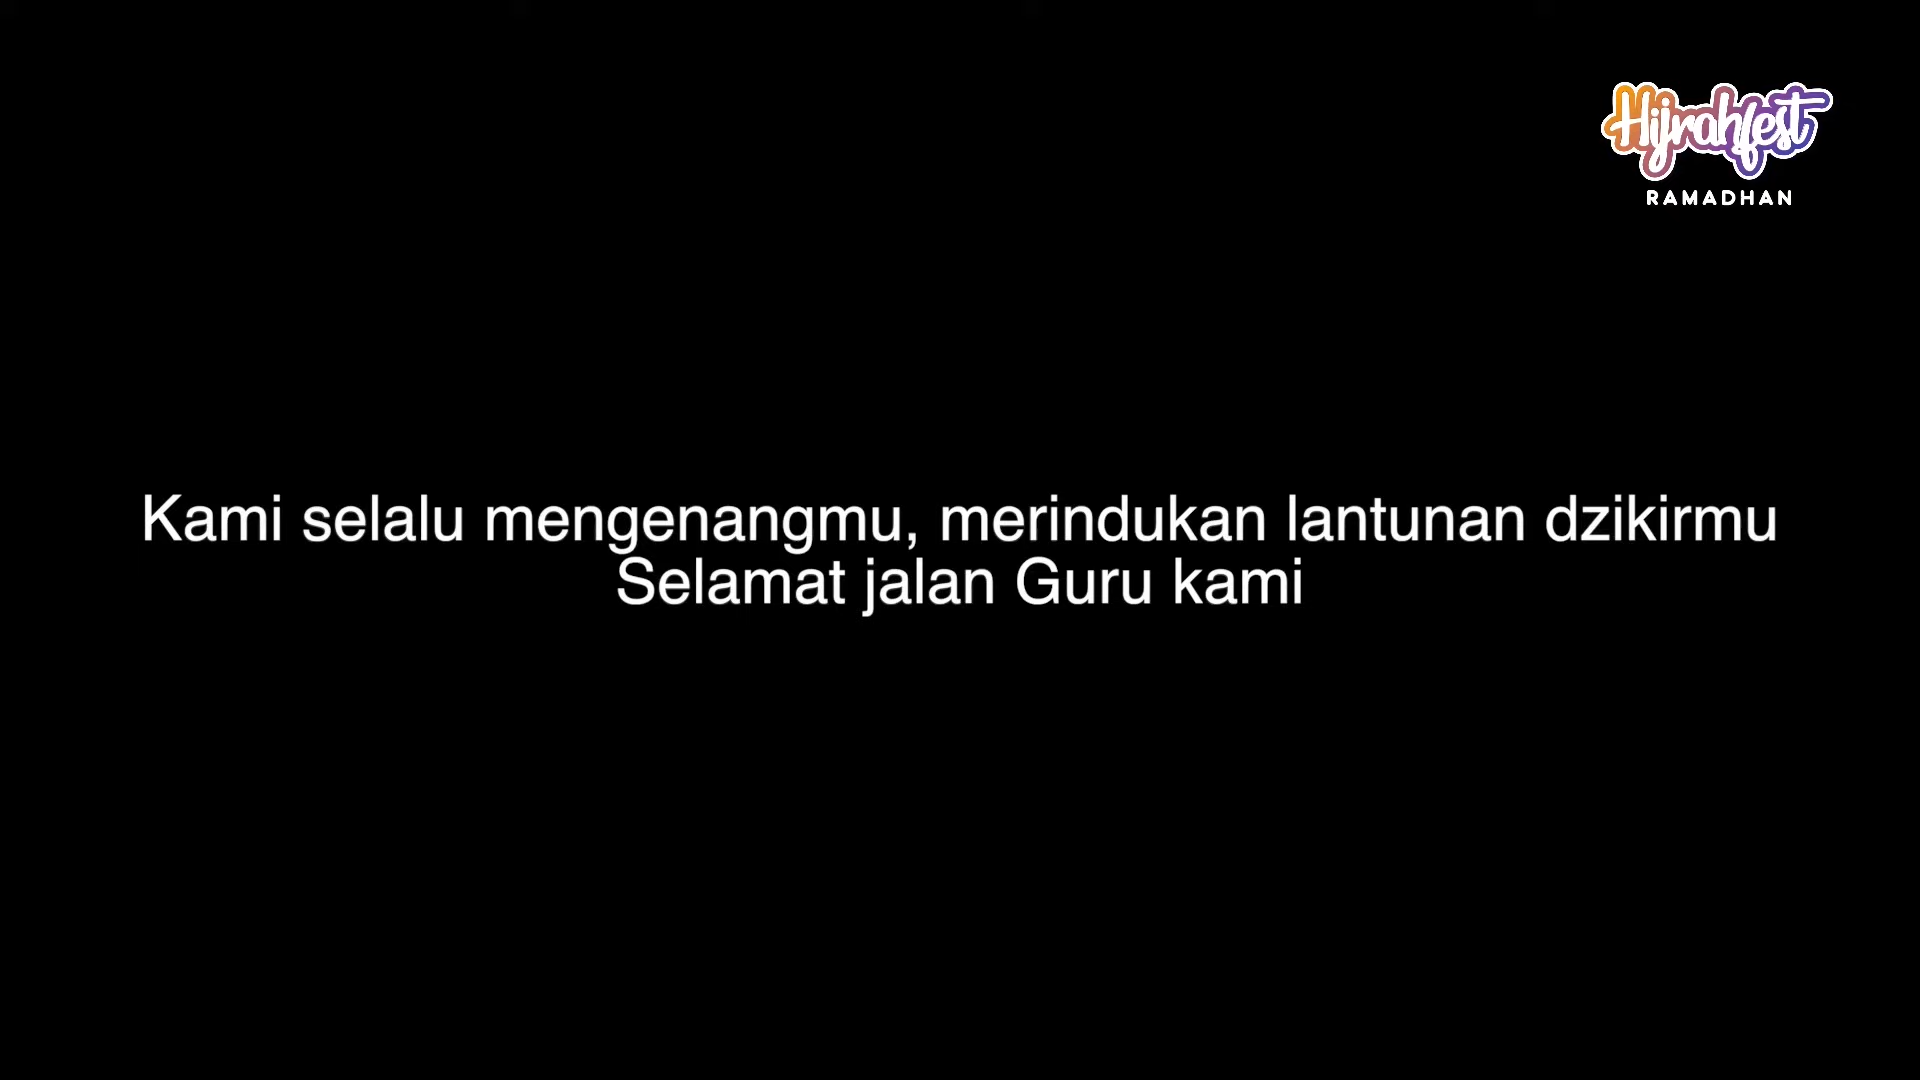 Hijrahfest
RAMADHAN
Kami selalu mengenangmu, merindukan lantunan dzikirmu
Selamat jalan Guru kami